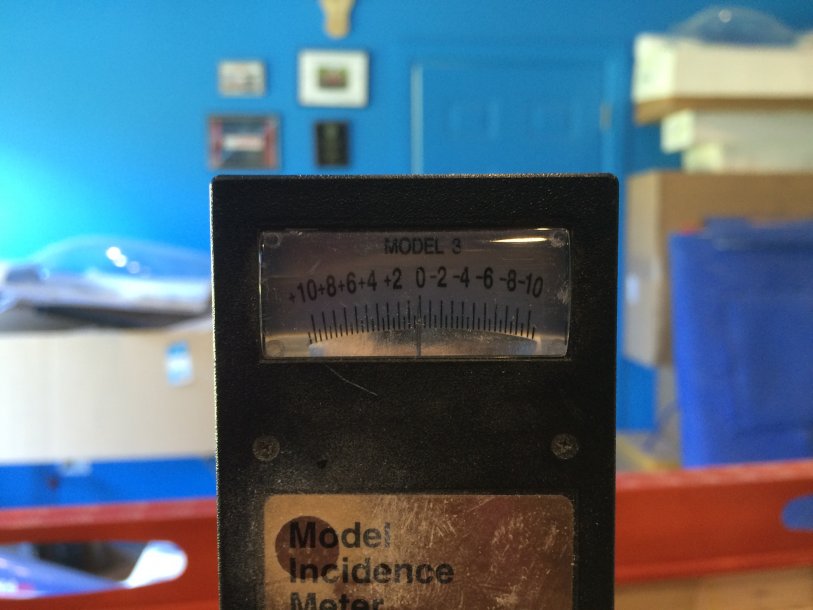 MODEL 3
+10+8+6+4 +2 0 -2 -4 -6 -8 -10
Model
Incidence
Meter